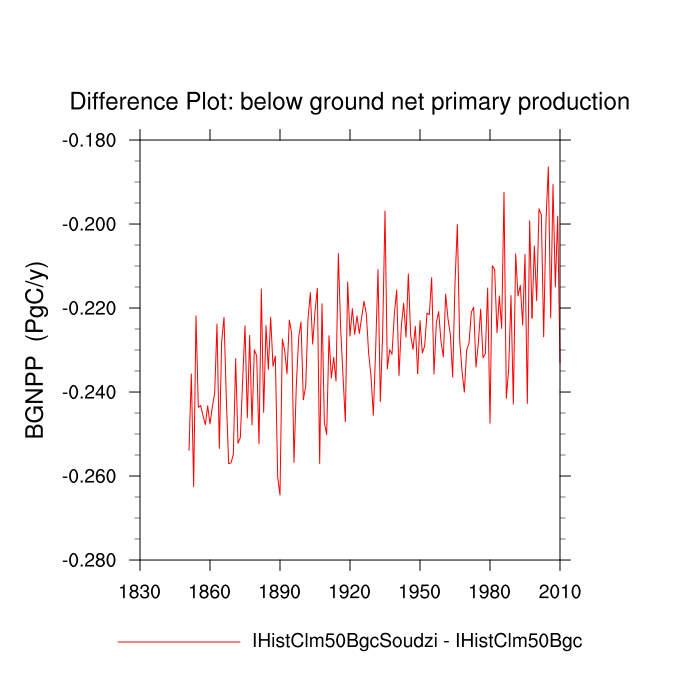 Difference Plot: below ground net primary production
BGNPP (PgC/y)
-0.180
-0.200
-0.220
-0.240
-0.260
-0.280
1830 1860 1890 1920 1950 1980 2010
IHistClm50BgcSoudzi - IHistClm50Bgc